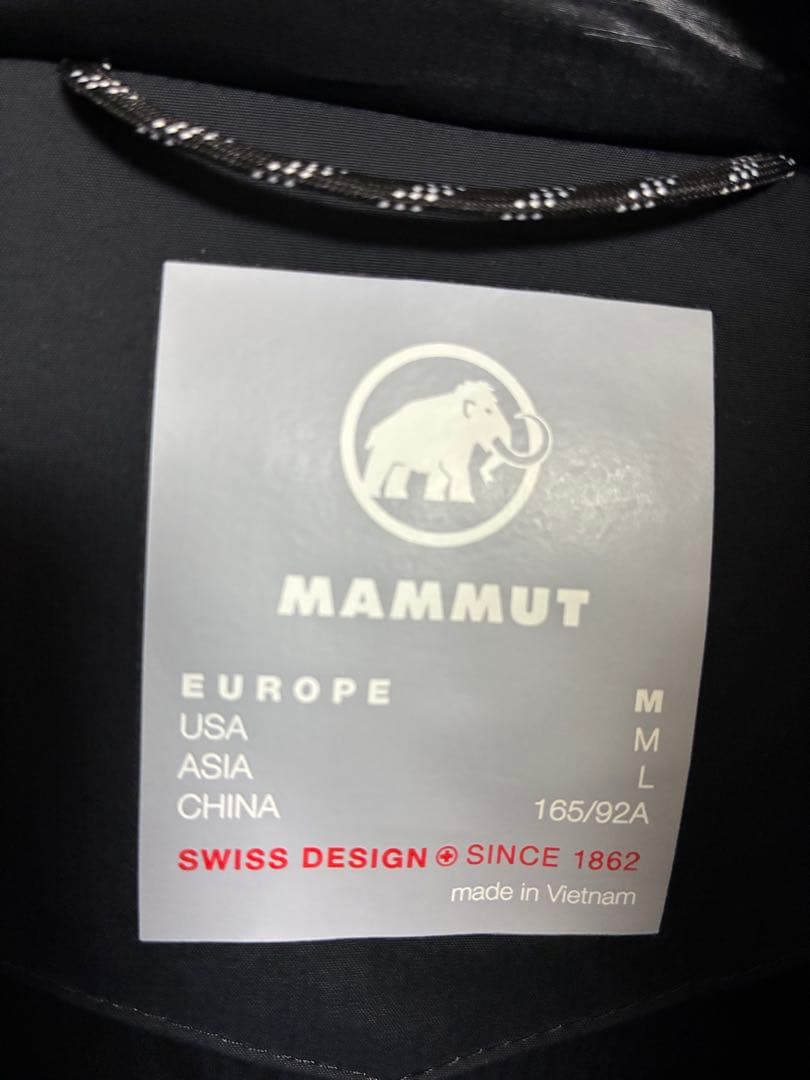 MAMMUT
EUROPE M
USA M
ASIA L
CHINA 165/92A
SWISS DESIGN SINCE 1862
made in Vietnam